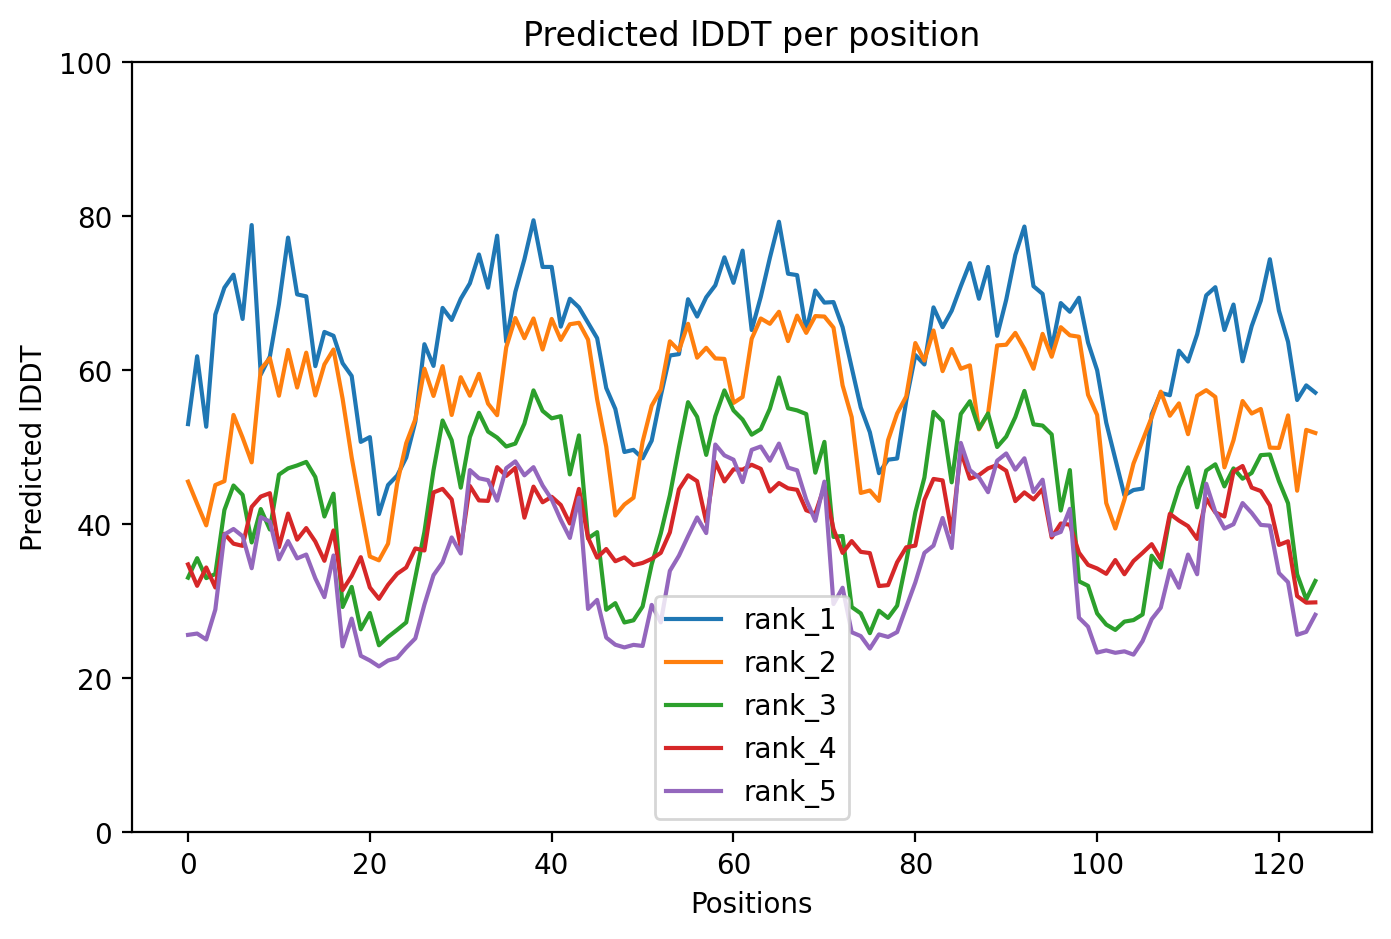 Predicted lDDT per position
Predicted lDDT
100
80
60
40
20
0
rank_1
rank_2
rank_3
rank_4
rank_5
0 20 40 60 80 100 120
Positions